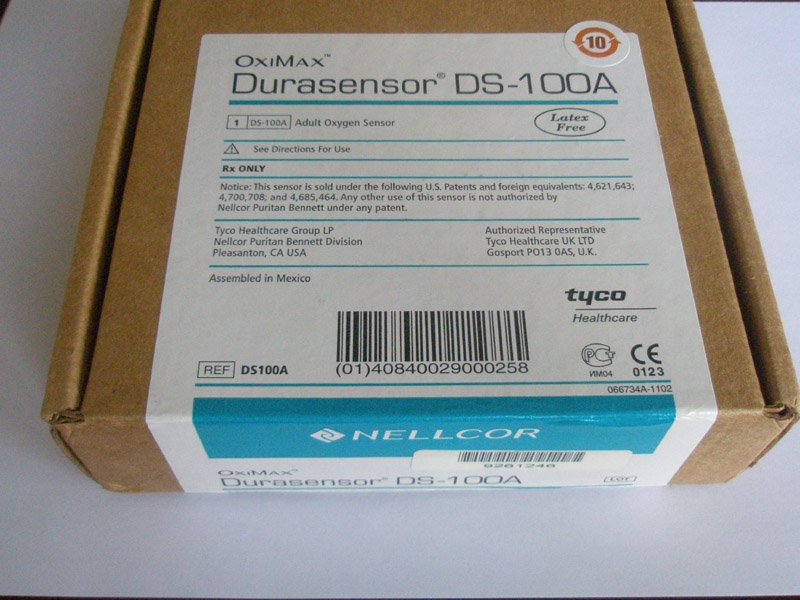 10
OXIMAX™
Durasensor® DS-100A
1 DS-100A Adult Oxygen Sensor
Latex
Free
See Directions For Use
Rx ONLY
Notice: This sensor is sold under the following U.S. Patents and foreign equivalents: 4,621,643;
4,700,708; and 4,685,464. Any other use of this sensor is not authorized by
Nellcor Puritan Bennett under any patent.
Tyco Healthcare Group LP
Nellcor Puritan Bennett Division
Pleasanton, CA USA
Authorized Representative
Tyco Healthcare UK LTD
Gosport PO13 0AS, U.K.
Assembled in Mexico
tyco
Healthcare
REF DS100A
(01)40840029000258
РСТ
ИМ04
CE
0123
066734A-1102
NELLCOR
9261246
OXIMAX™
Durasensor® DS-100A
LOT